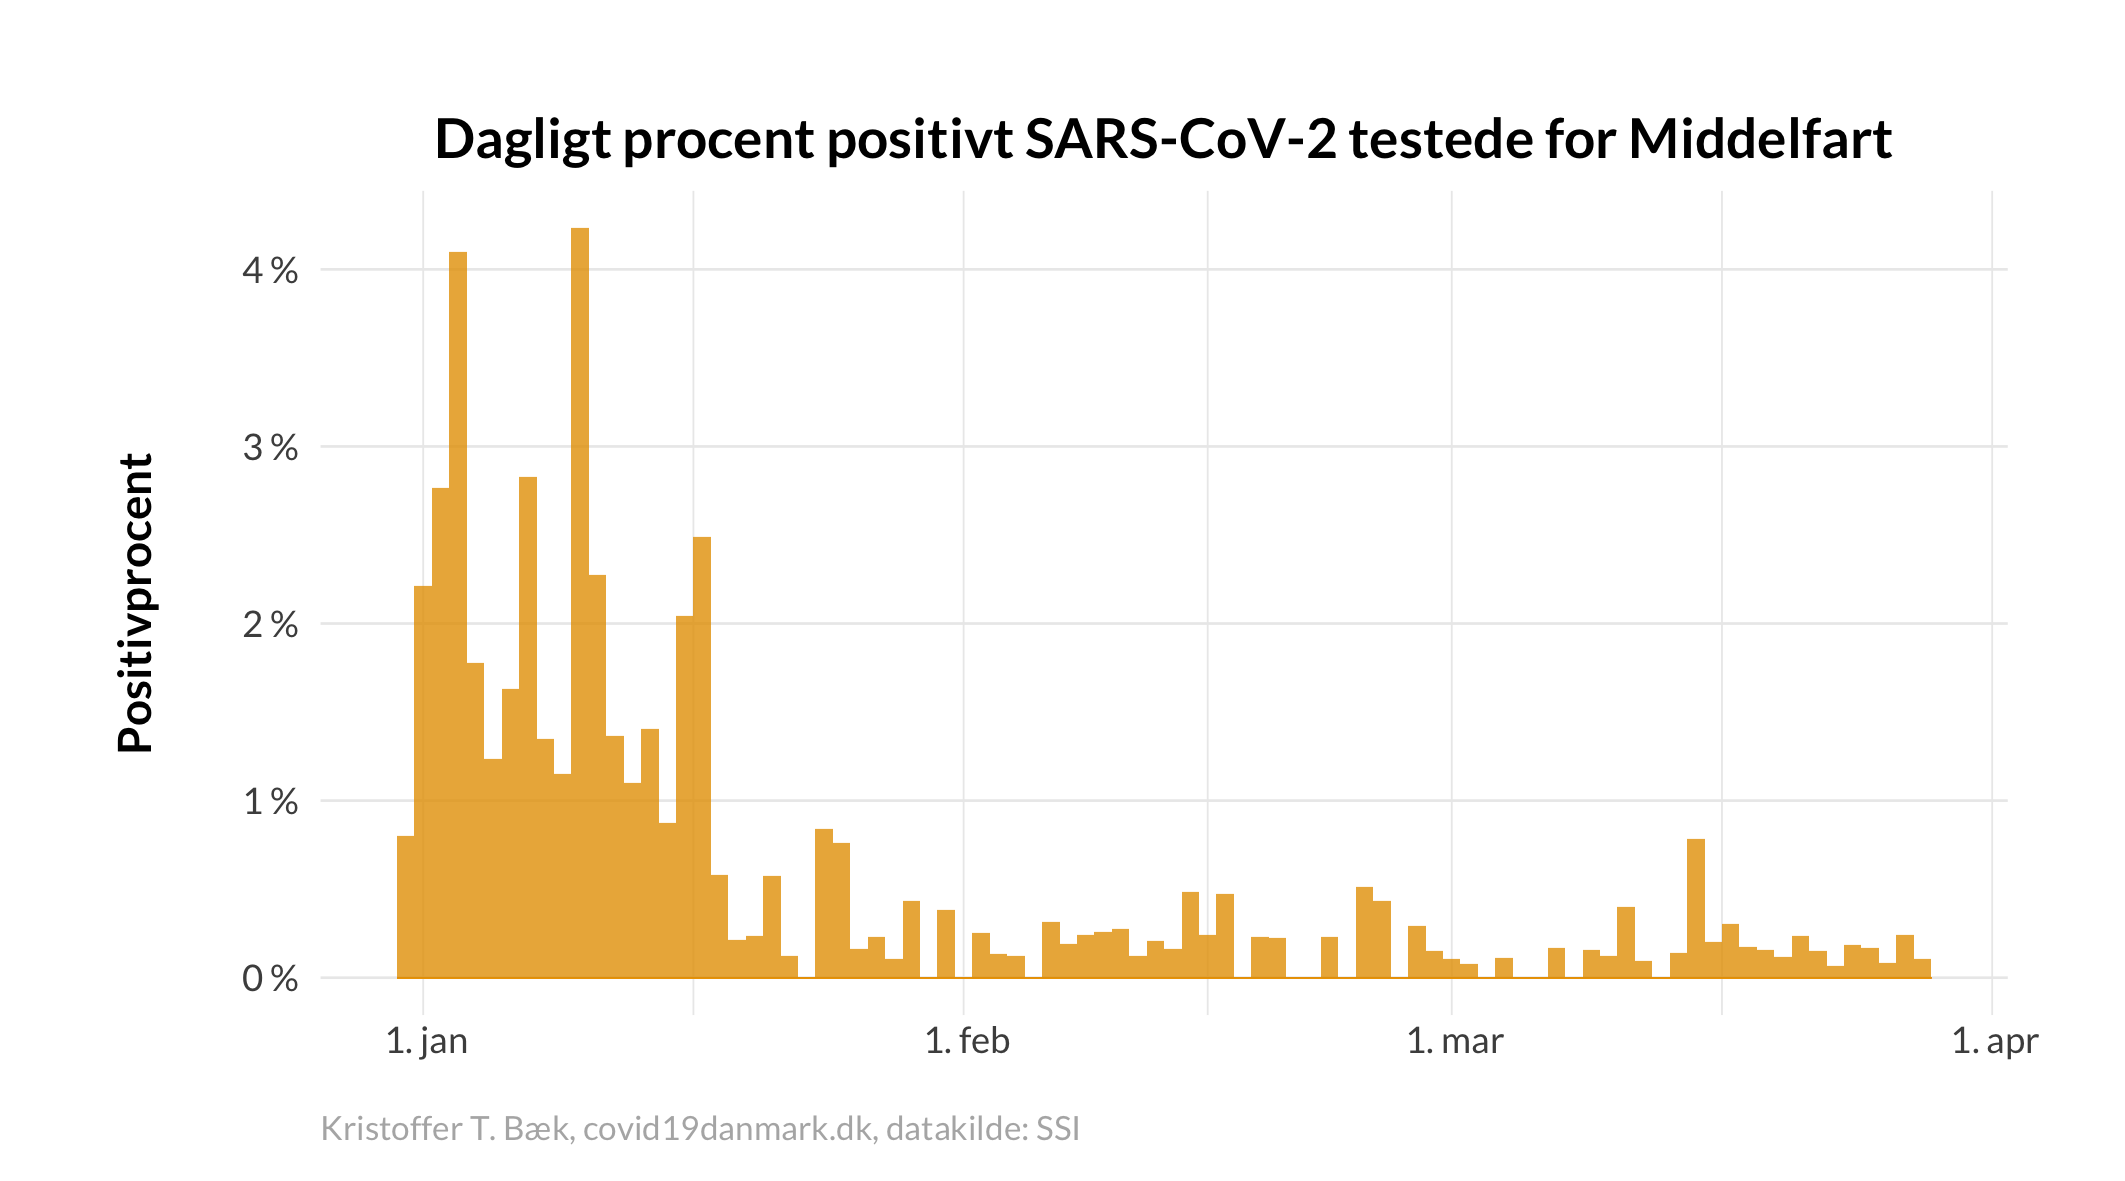 Dagligt procent positivt SARS-CoV-2 testede for Middelfart
Positivprocent
4 %
3 %
2 %
1 %
0 %
1. jan
1. feb
1. mar
1. apr
Kristoffer T. Bæk, covid19danmark.dk, datakilde: SSI